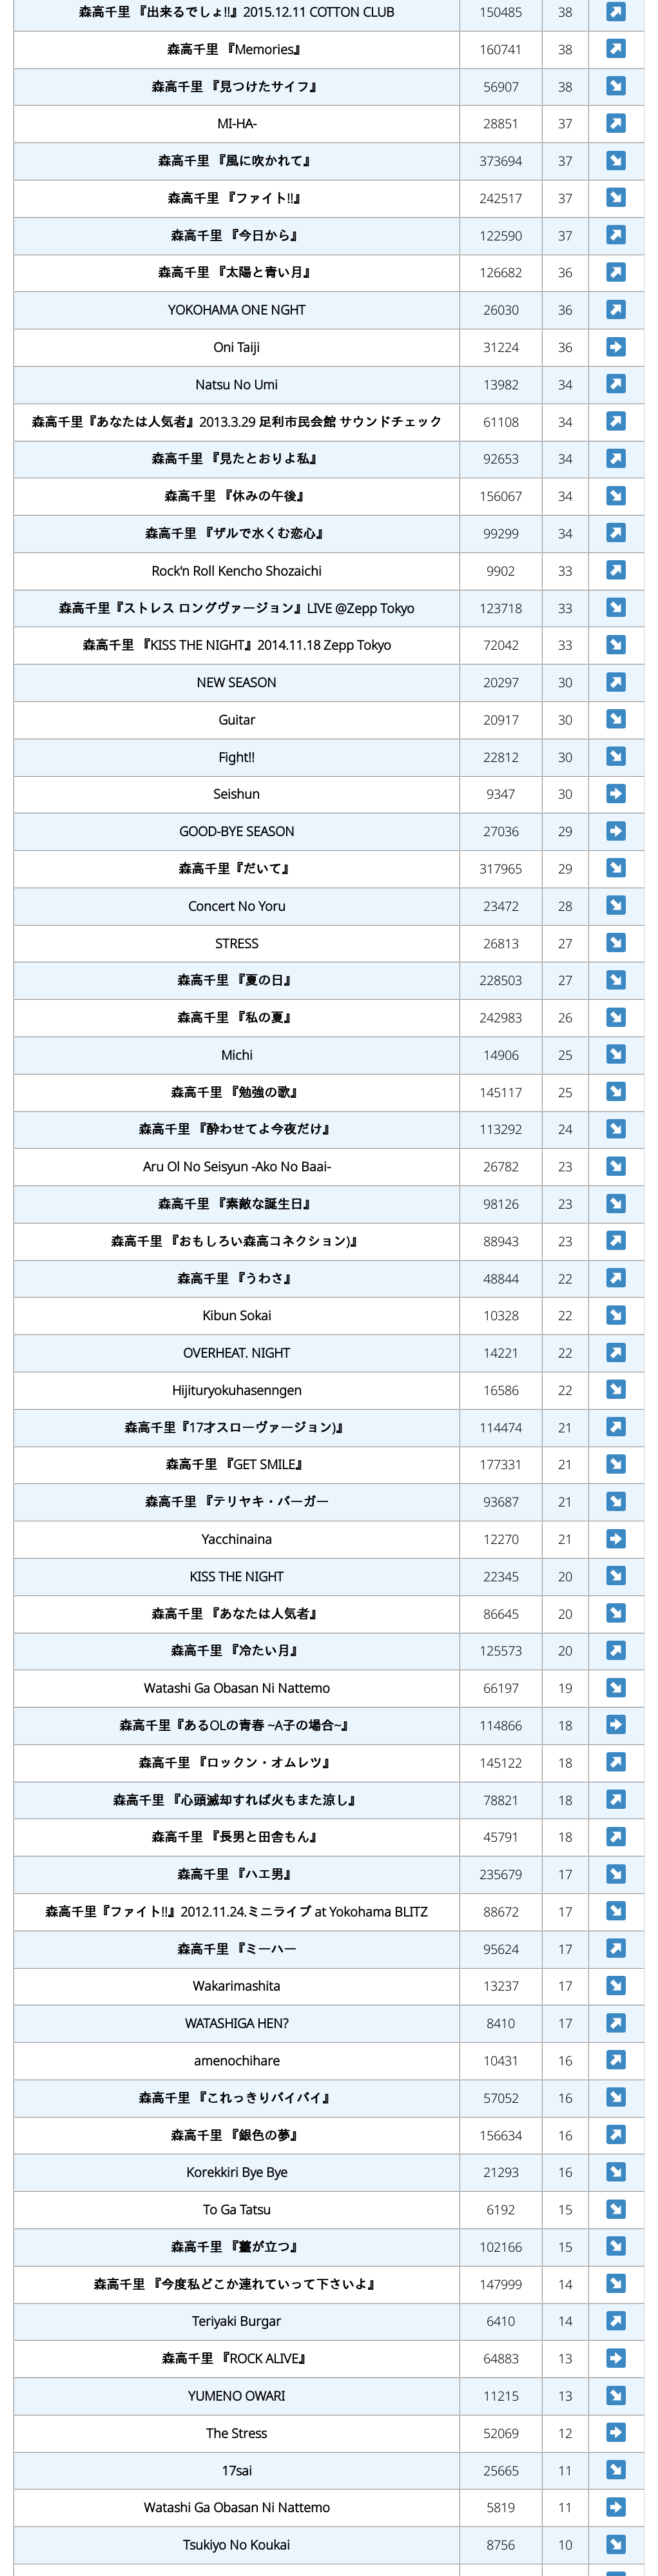 森高千里 『出来るでしょ!!』2015.12.11 COTTON CLUB 150485 38 ↗
森高千里 『Memories』 160741 38 ↗
森高千里 『見つけたサイフ』 56907 38 ↘
MI-HA- 28851 37 ↗
森高千里 『風に吹かれて』 373694 37 ↘
森高千里 『ファイト!!』 242517 37 ↘
森高千里 『今日から』 122590 37 ↗
森高千里 『太陽と青い月』 126682 36 ↗
YOKOHAMA ONE NGHT 26030 36 ↗
Oni Taiji 31224 36 ➡
Natsu No Umi 13982 34 ↗
森高千里『あなたは人気者』2013.3.29 足利市民会館 サウンドチェック 61108 34 ↗
森高千里 『見たとおりよ私』 92653 34 ↗
森高千里 『休みの午後』 156067 34 ↘
森高千里 『ザルで水くむ恋心』 99299 34 ↗
Rock'n Roll Kencho Shozaichi 9902 33 ↗
森高千里『ストレス ロングヴァージョン』LIVE @Zepp Tokyo 123718 33 ↘
森高千里 『KISS THE NIGHT』2014.11.18 Zepp Tokyo 72042 33 ↘
NEW SEASON 20297 30 ↗
Guitar 20917 30 ↘
Fight!! 22812 30 ↘
Seishun 9347 30 ➡
GOOD-BYE SEASON 27036 29 ➡
森高千里『だいて』 317965 29 ↘
Concert No Yoru 23472 28 ↘
STRESS 26813 27 ↘
森高千里 『夏の日』 228503 27 ↘
森高千里 『私の夏』 242983 26 ↘
Michi 14906 25 ↘
森高千里 『勉強の歌』 145117 25 ↘
森高千里 『酔わせてよ今夜だけ』 113292 24 ↘
Aru Ol No Seisyun -Ako No Baai- 26782 23 ↘
森高千里 『素敵な誕生日』 98126 23 ↘
森高千里 『おもしろい森高コネクション)』 88943 23 ↗
森高千里 『うわさ』 48844 22 ↗
Kibun Sokai 10328 22 ↘
OVERHEAT. NIGHT 14221 22 ↗
Hijituryokuhasenngen 16586 22 ↘
森高千里『17才スローヴァージョン)』 114474 21 ↗
森高千里 『GET SMILE』 177331 21 ↘
森高千里 『テリヤキ・バーガー 93687 21 ↘
Yacchinaina 12270 21 ➡
KISS THE NIGHT 22345 20 ↘
森高千里 『あなたは人気者』 86645 20 ↘
森高千里 『冷たい月』 125573 20 ↗
Watashi Ga Obasan Ni Nattemo 66197 19 ↘
森高千里『あるOLの青春 ~A子の場合~』 114866 18 ➡
森高千里 『ロックン・オムレツ』 145122 18 ↗
森高千里 『心頭滅却すれば火もまた涼し』 78821 18 ↗
森高千里 『長男と田舎もん』 45791 18 ↗
森高千里 『ハエ男』 235679 17 ↘
森高千里『ファイト!!』2012.11.24.ミニライブ at Yokohama BLITZ 88672 17 ↘
森高千里 『ミーハー 95624 17 ↗
Wakarimashita 13237 17 ↘
WATASHIGA HEN? 8410 17 ↗
amenochihare 10431 16 ↗
森高千里 『これっきりバイバイ』 57052 16 ↘
森高千里 『銀色の夢』 156634 16 ↗
Korekkiri Bye Bye 21293 16 ↘
To Ga Tatsu 6192 15 ↘
森高千里 『薹が立つ』 102166 15 ↘
森高千里 『今度私どこか連れていって下さいよ』 147999 14 ↘
Teriyaki Burgar 6410 14 ↗
森高千里 『ROCK ALIVE』 64883 13 ➡
YUMENO OWARI 11215 13 ↘
The Stress 52069 12 ➡
17sai 25665 11 ↘
Watashi Ga Obasan Ni Nattemo 5819 11 ➡
Tsukiyo No Koukai 8756 10 ↘